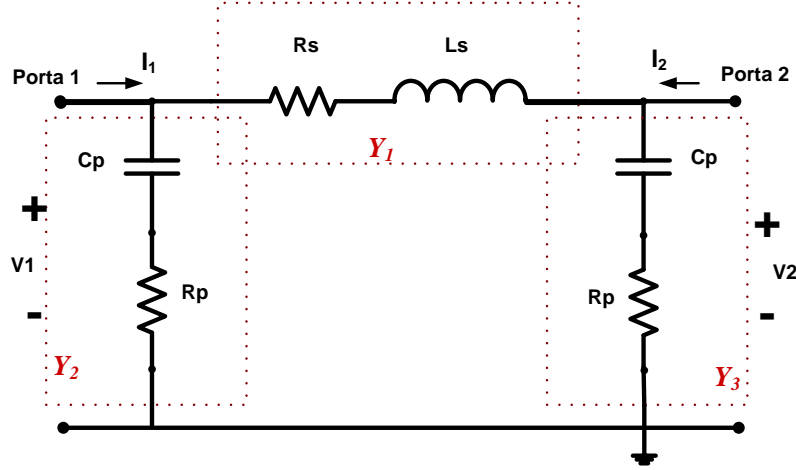 Rs
Ls
I₁
I₂
Porta 1
Porta 2
Y₁
Cp
Cp
+
+
V1
V2
Rp
Rp
-
-
Y₂
Y₃